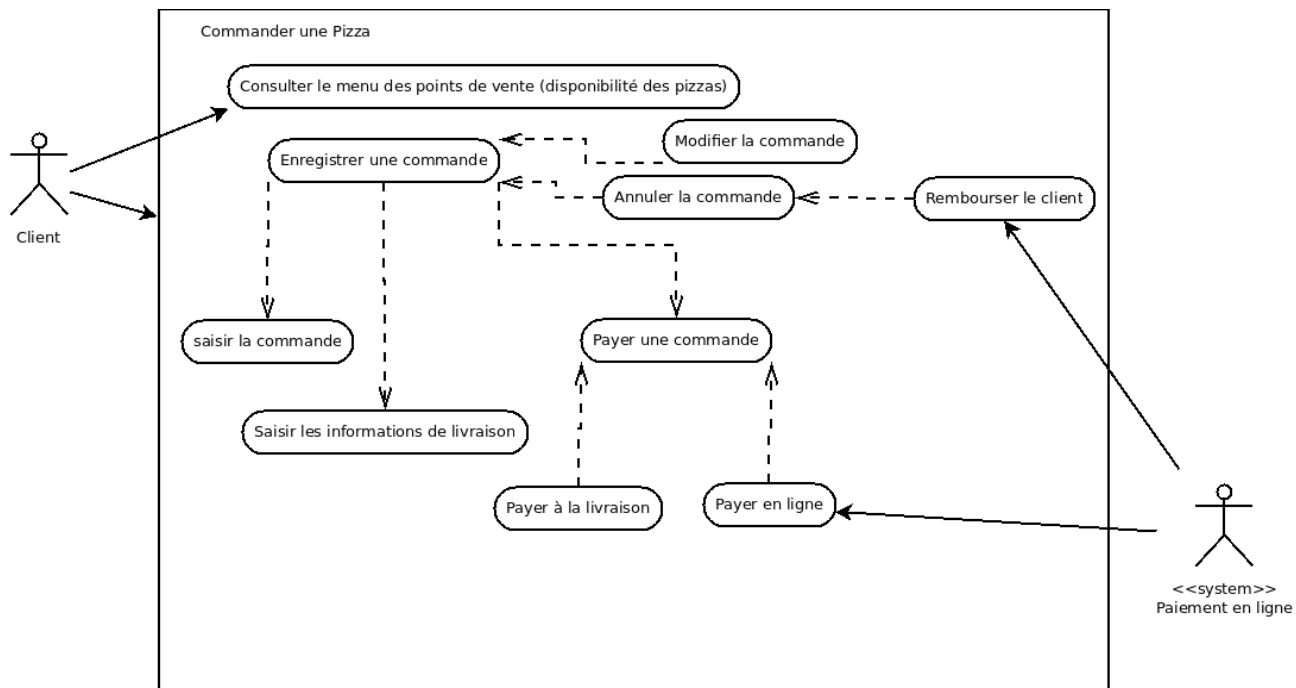 Commander une Pizza
Consulter le menu des points de vente (disponibilité des pizzas)
Modifier la commande
Enregistrer une commande
Annuler la commande
Rembourser le client
Client
saisir la commande
Payer une commande
Saisir les informations de livraison
Payer à la livraison
Payer en ligne
<<system>>
Paiement en ligne